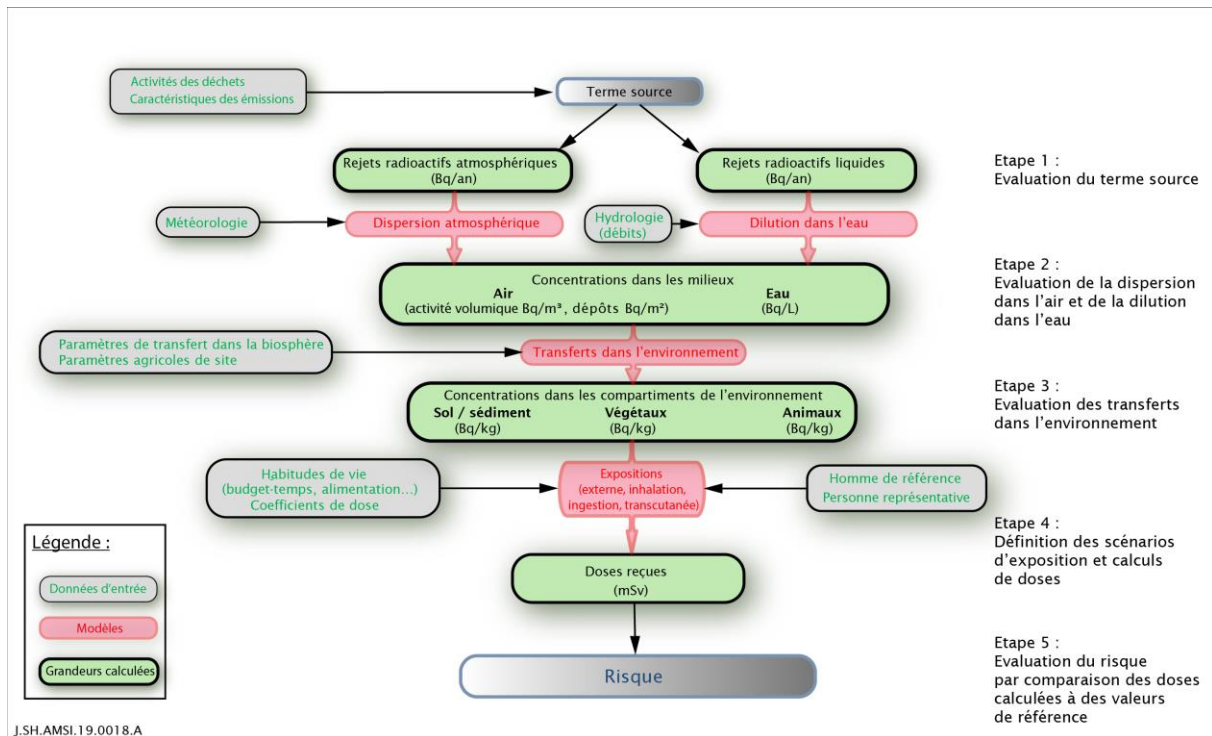 Activités des déchets
Caractéristiques des émissions
Terme source
Rejets radioactifs atmosphériques
(Bq/an)
Rejets radioactifs liquides
(Bq/an)
Etape 1 :
Evaluation du terme source
Météorologie
Dispersion atmosphérique
Hydrologie
(débits)
Dilution dans l'eau
Concentrations dans les milieux
Air
(activité volumique Bq/m³, dépôts Bq/m²)
Eau
(Bq/L)
Etape 2 :
Evaluation de la dispersion
dans l'air et de la dilution
dans l'eau
Paramètres de transfert dans la biosphère
Paramètres agricoles de site
Transferts dans l'environnement
Concentrations dans les compartiments de l'environnement
Sol / sédiment
(Bq/kg)
Végétaux
(Bq/kg)
Animaux
(Bq/kg)
Etape 3 :
Evaluation des transferts
dans l'environnement
Habitudes de vie
(budget-temps, alimentation...)
Coefficients de dose
Expositions
(externe, inhalation,
ingestion, transcutanée)
Homme de référence
Personne représentative
Etape 4 :
Définition des scénarios
d'exposition et calculs
de doses
Doses reçues
(mSv)
Légende :
Données d'entrée
Modèles
Grandeurs calculées
Risque
Etape 5 :
Evaluation du risque
par comparaison des doses
calculées à des valeurs
de référence
J.SH.AMSI.19.0018.A